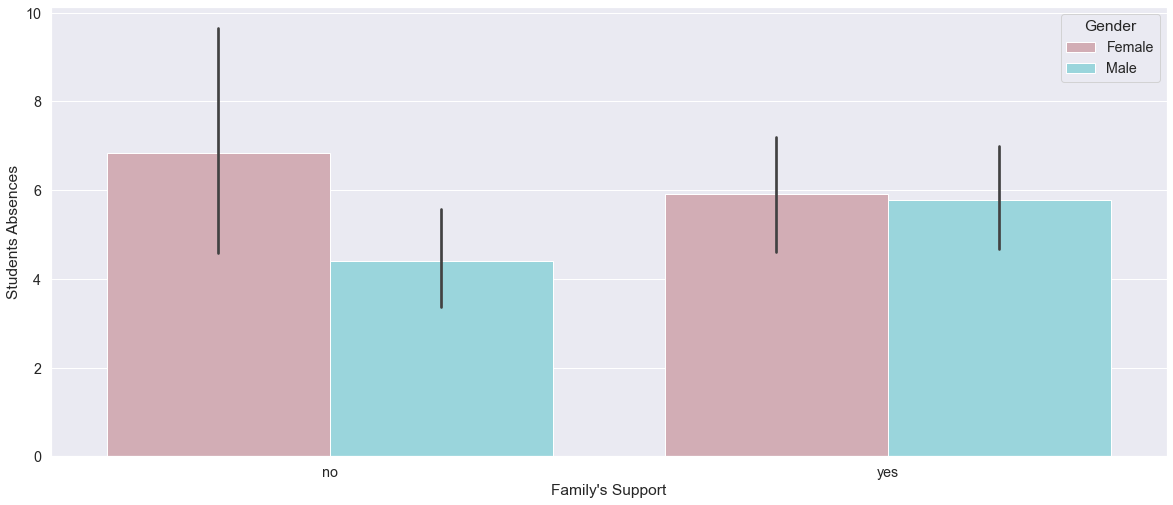 10
8
6
4
2
0
Students Absences
no
yes
Family's Support
Gender
Female
Male